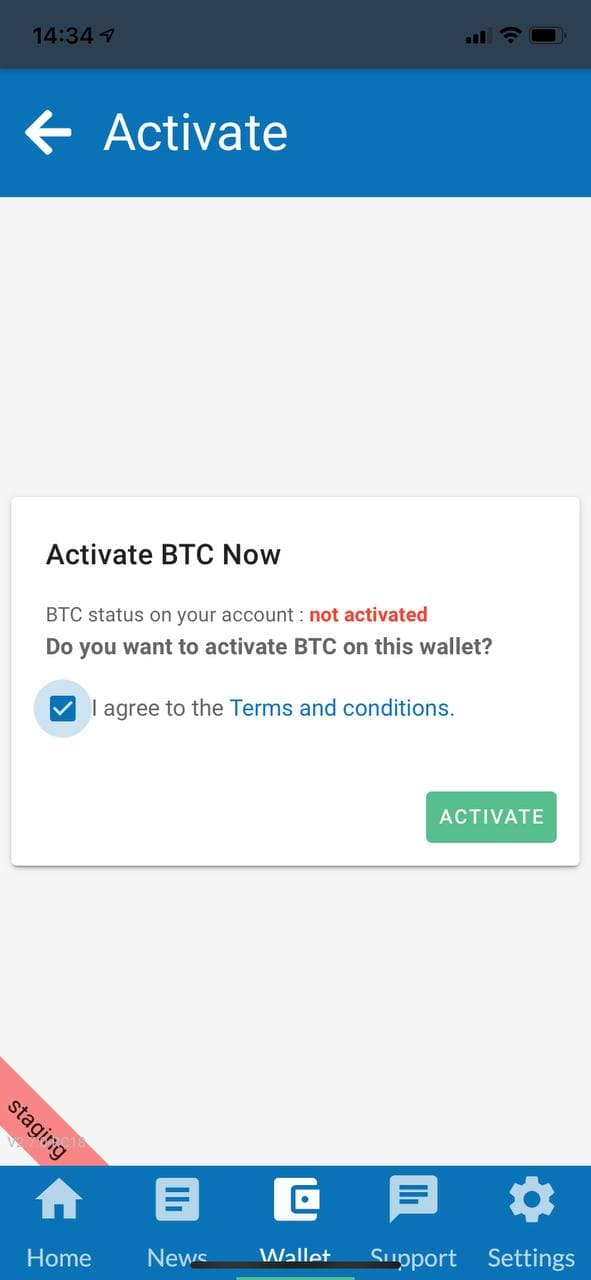 14:34
Activate
Activate BTC Now
BTC status on your account : not activated
Do you want to activate BTC on this wallet?
I agree to the Terms and conditions.
ACTIVATE
staging
Home News Wallet Support Settings